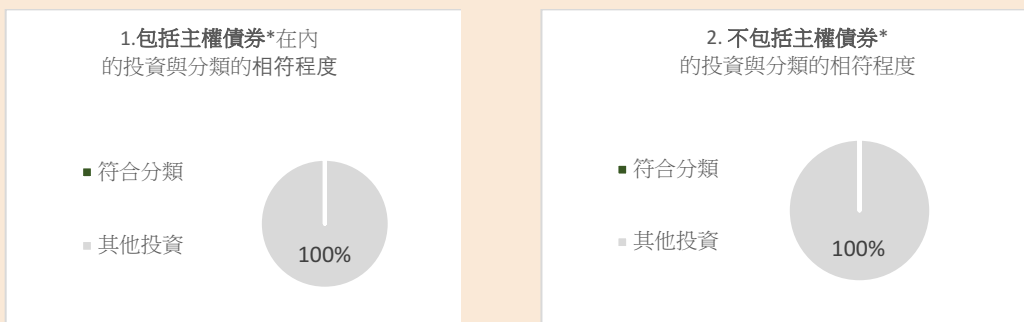 1.包括主權債券*在內
的投資與分類的相符程度
符合分類
其他投資
100%
2. 不包括主權債券*
的投資與分類的相符程度
符合分類
其他投資
100%